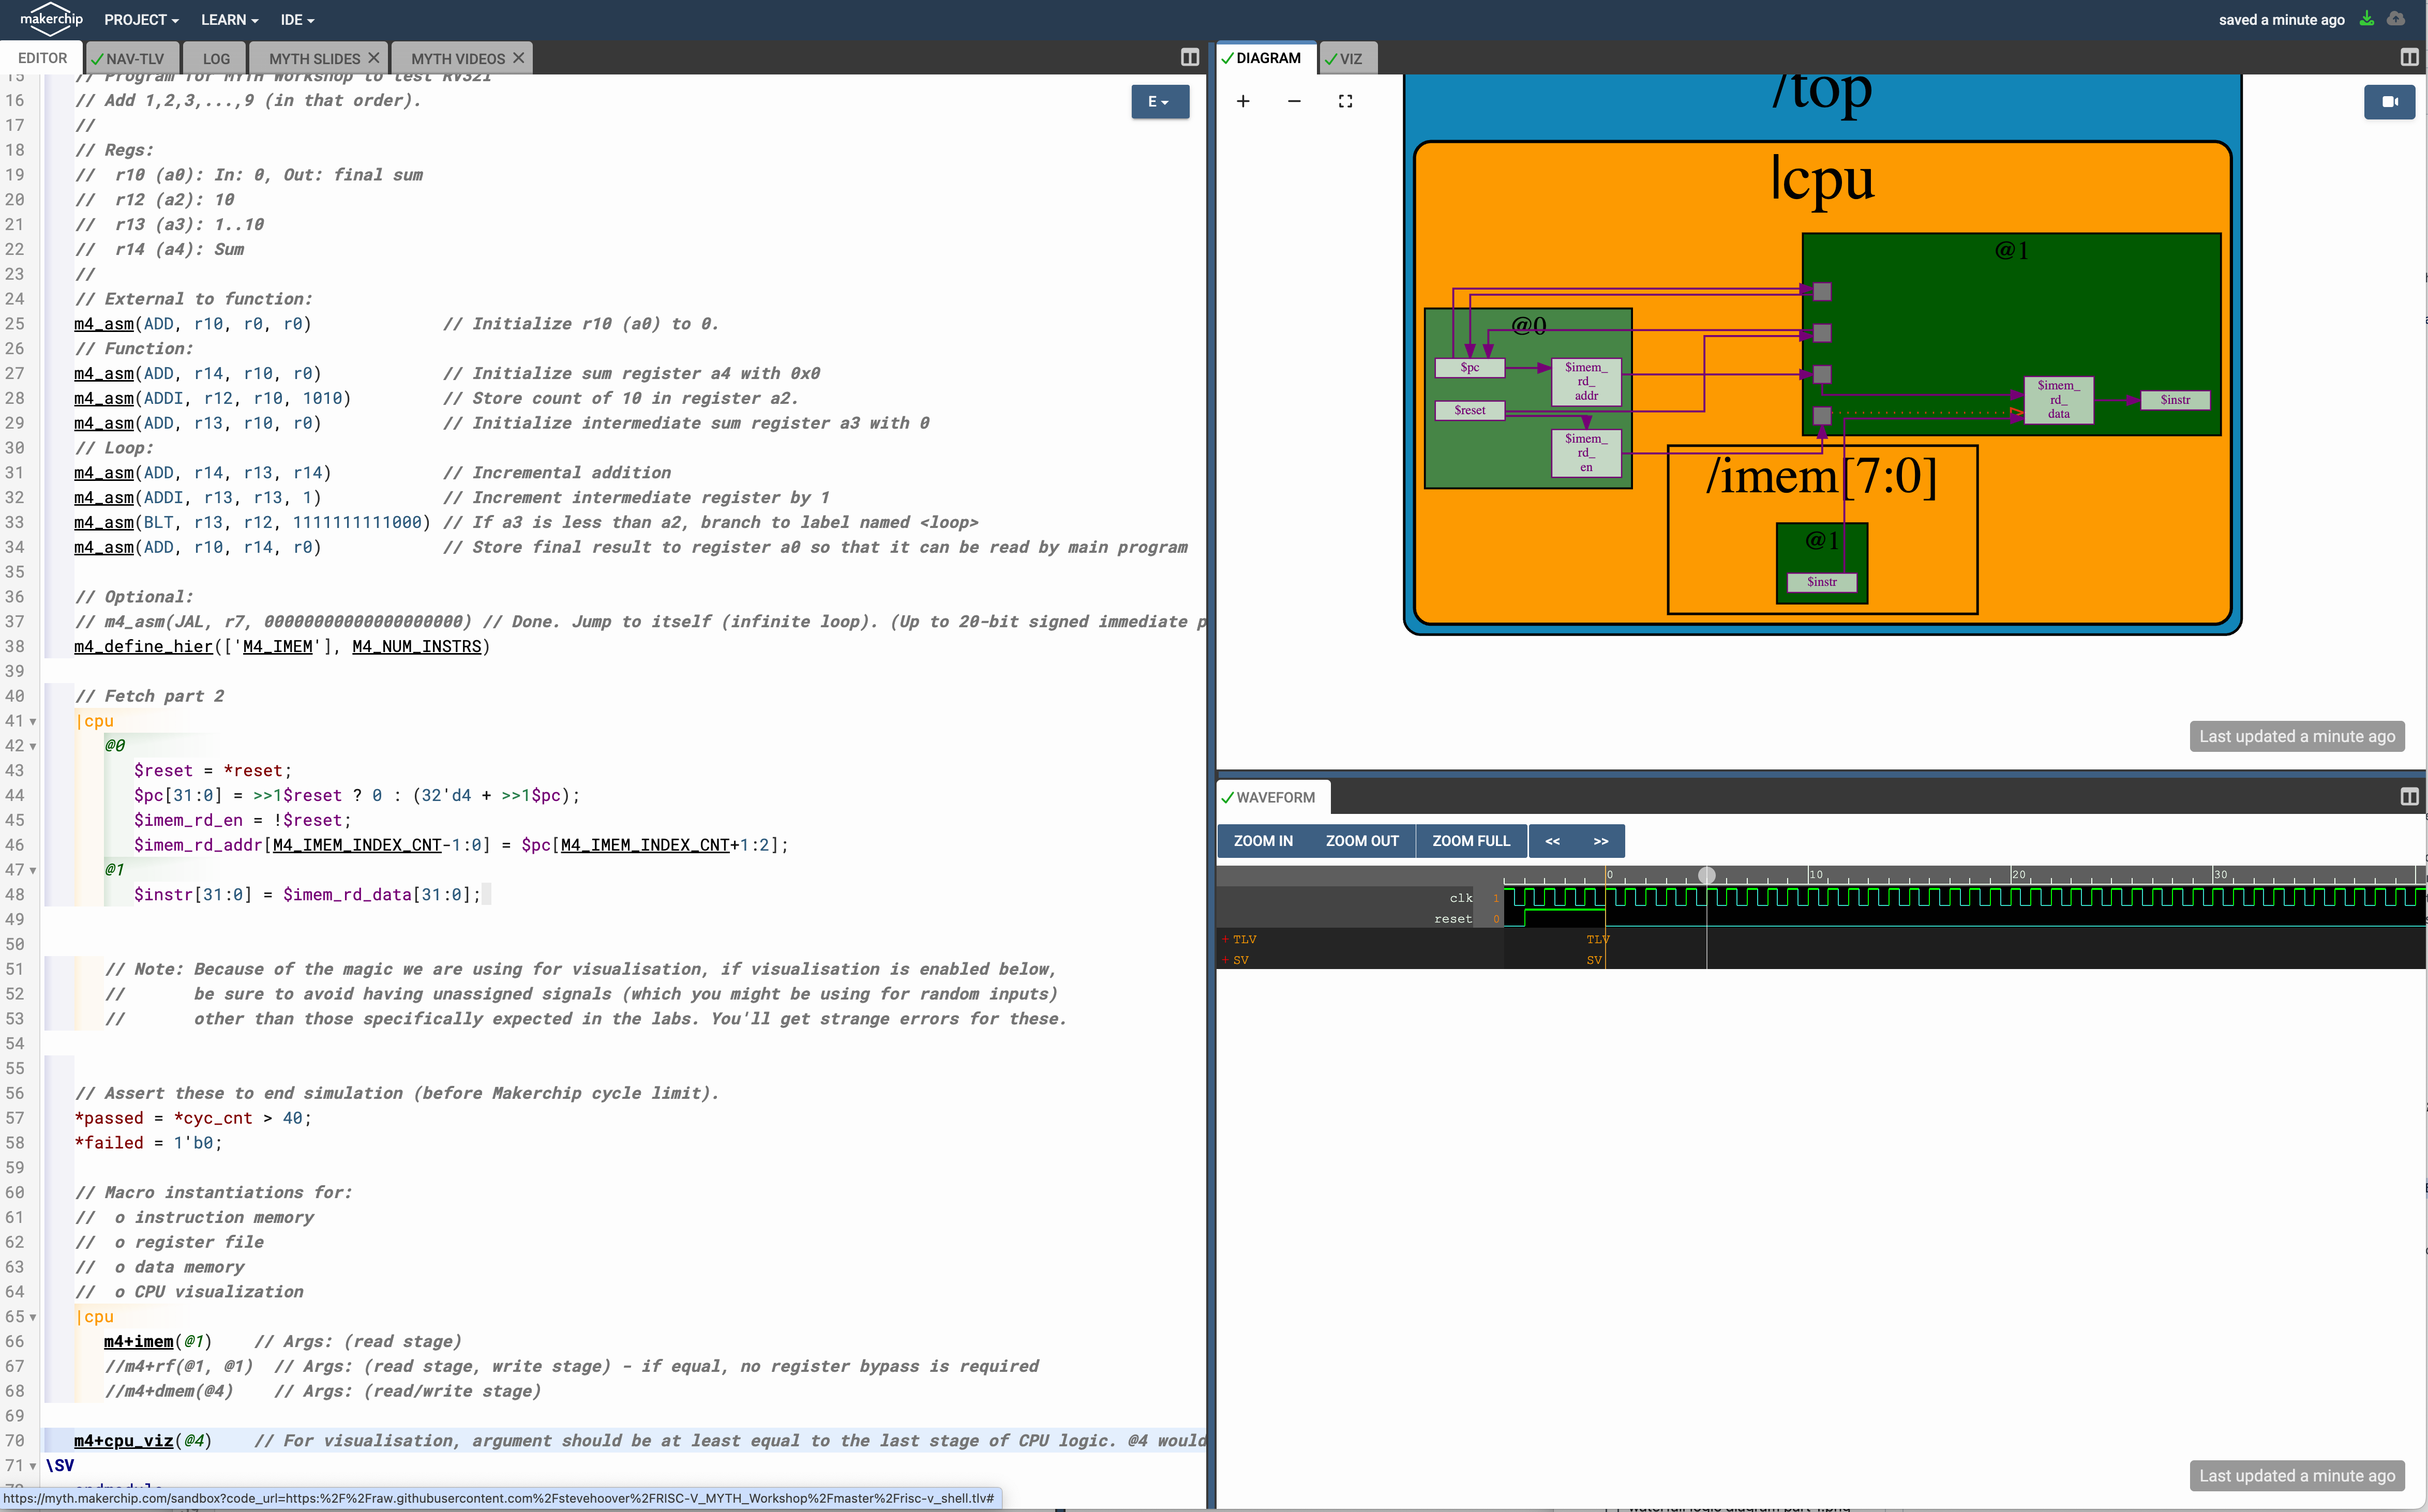 makerchip PROJECT LEARN IDE saved a minute ago
EDITOR NAV-TLV LOG MYTH SLIDES MYTH VIDEOS
15 // Program for MYTH Workshop to test RV32I
16 // Add 1,2,3,...,9 (in that order).
E
17 //
18 // Regs:
19 //  r10 (a0): In: 0, Out: final sum
20 //  r12 (a2): 10
21 //  r13 (a3): 1..10
22 //  r14 (a4): Sum
23 //
24 // External to function:
25 m4_asm(ADD, r10, r0, r0)             // Initialize r10 (a0) to 0.
26 // Function:
27 m4_asm(ADD, r14, r10, r0)            // Initialize sum register a4 with 0x0
28 m4_asm(ADDI, r12, r10, 1010)         // Store count of 10 in register a2.
29 m4_asm(ADD, r13, r10, r0)            // Initialize intermediate sum register a3 with 0
30 // Loop:
31 m4_asm(ADD, r14, r13, r14)           // Incremental addition
32 m4_asm(ADDI, r13, r13, 1)            // Increment intermediate register by 1
33 m4_asm(BLT, r13, r12, 1111111111000) // If a3 is less than a2, branch to label named <loop>
34 m4_asm(ADD, r10, r14, r0)            // Store final result to register a0 so that it can be read by main program
35
36 // Optional:
37 // m4_asm(JAL, r7, 00000000000000000000) // Done. Jump to itself (infinite loop). (Up to 20-bit signed immediate p
38 m4_define_hier(['M4_IMEM'], M4_NUM_INSTRS)
39
40 // Fetch part 2
41 |cpu
42 @0
43 $reset = *reset;
44 $pc[31:0] = >>1$reset ? 0 : (32'd4 + >>1$pc);
45 $imem_rd_en = !$reset;
46 $imem_rd_addr[M4_IMEM_INDEX_CNT-1:0] = $pc[M4_IMEM_INDEX_CNT+1:2];
47 @1
48 $instr[31:0] = $imem_rd_data[31:0];
49
50
51 // Note: Because of the magic we are using for visualisation, if visualisation is enabled below,
52 //       be sure to avoid having unassigned signals (which you might be using for random inputs)
53 //       other than those specifically expected in the labs. You'll get strange errors for these.
54
55
56 // Assert these to end simulation (before Makerchip cycle limit).
57 *passed = *cyc_cnt > 40;
58 *failed = 1'b0;
59
60 // Macro instantiations for:
61 //  o instruction memory
62 //  o register file
63 //  o data memory
64 //  o CPU visualization
65 |cpu
66 m4+imem(@1)    // Args: (read stage)
67 //m4+rf(@1, @1)  // Args: (read stage, write stage) - if equal, no register bypass is required
68 //m4+dmem(@4)    // Args: (read/write stage)
69
70 m4+cpu_viz(@4)    // For visualisation, argument should be at least equal to the last stage of CPU logic. @4 would
71 \SV
https://myth.makerchip.com/sandbox?code_url=https:%2F%2Fraw.githubusercontent.com%2Fstevehoover%2FRISC-V_MYTH_Workshop%2Fmaster%2Frisc-v_shell.tlv#
DIAGRAM VIZ
/top
|cpu
@1
@0
$pc
$imem_
rd_
addr
$reset
$imem_
rd_
en
$imem_
rd_
data
$instr
/imem[7:0]
@1
$instr
Last updated a minute ago
WAVEFORM
ZOOM IN ZOOM OUT ZOOM FULL << >>
0 10 20 30
clk 1
reset 0
+ TLV TLV
+ SV SV
Last updated a minute ago